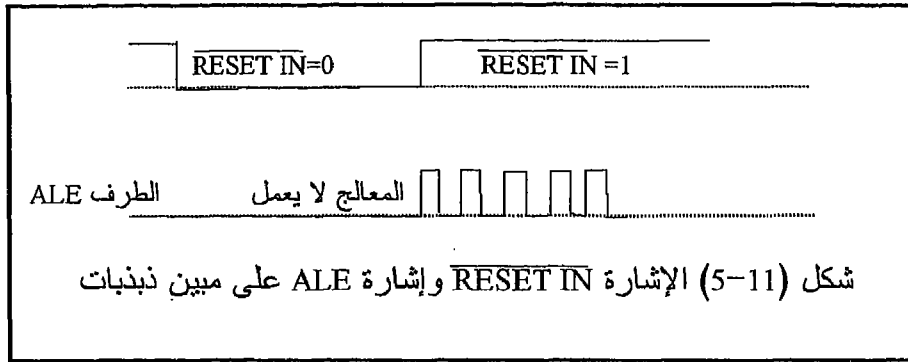 RESET IN=0 RESET IN =1
الطرف ALE المعالج لا يعمل
شكل (11-5) الإشارة RESET IN وإشارة ALE على مبين ذبذبات